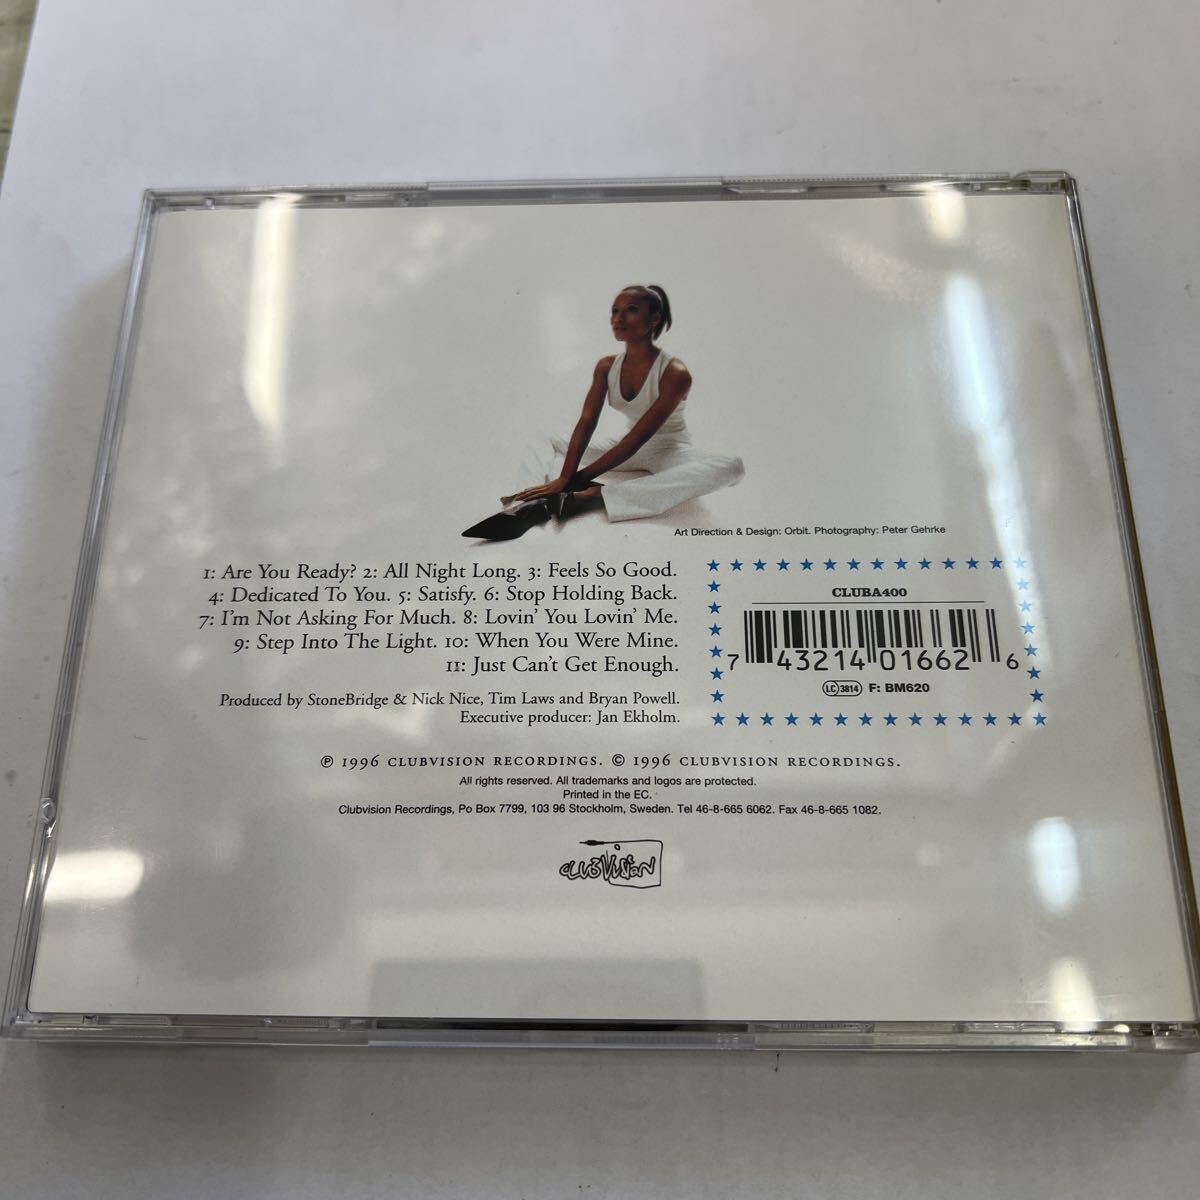 Art Direction & Design: Orbit. Photography: Peter Gehrke
1: Are You Ready? 2: All Night Long. 3: Feels So Good.
4: Dedicated To You. 5: Satisfy. 6: Stop Holding Back.
7: I'm Not Asking For Much. 8: Lovin' You Lovin' Me.
9: Step Into The Light. 10: When You Were Mine.
11: Just Can't Get Enough.
Produced by StoneBridge & Nick Nice, Tim Laws and Bryan Powell.
Executive producer: Jan Ekholm.
CLUBA400
7 43214 01662 6
LC 3814 F: BM620
℗ 1996 CLUBVISION RECORDINGS. © 1996 CLUBVISION RECORDINGS.
All rights reserved. All trademarks and logos are protected.
Printed in the EC.
Clubvision Recordings, Po Box 7799, 103 96 Stockholm, Sweden. Tel 46-8-665 6062. Fax 46-8-665 1082.
CLUBVision